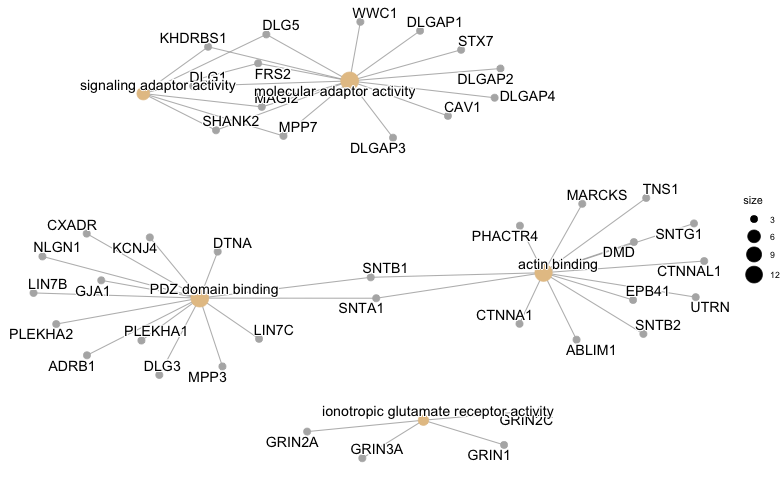 WWC1
DLG5
DLGAP1
KHDRBS1
STX7
DLG1
FRS2
DLGAP2
signaling adaptor activity
molecular adaptor activity
MAGI2
DLGAP4
CAV1
SHANK2
MPP7
DLGAP3
MARCKS
TNS1
size
CXADR
PHACTR4
SNTG1
3
NLGN1
KCNJ4
DTNA
DMD
6
actin binding
SNTB1
CTNNAL1
9
LIN7B
GJA1
PDZ domain binding
EPB41
12
SNTA1
UTRN
CTNNA1
PLEKHA2
PLEKHA1
LIN7C
SNTB2
ADRB1
DLG3
MPP3
ABLIM1
ionotropic glutamate receptor activity
GRIN2C
GRIN2A
GRIN3A
GRIN1